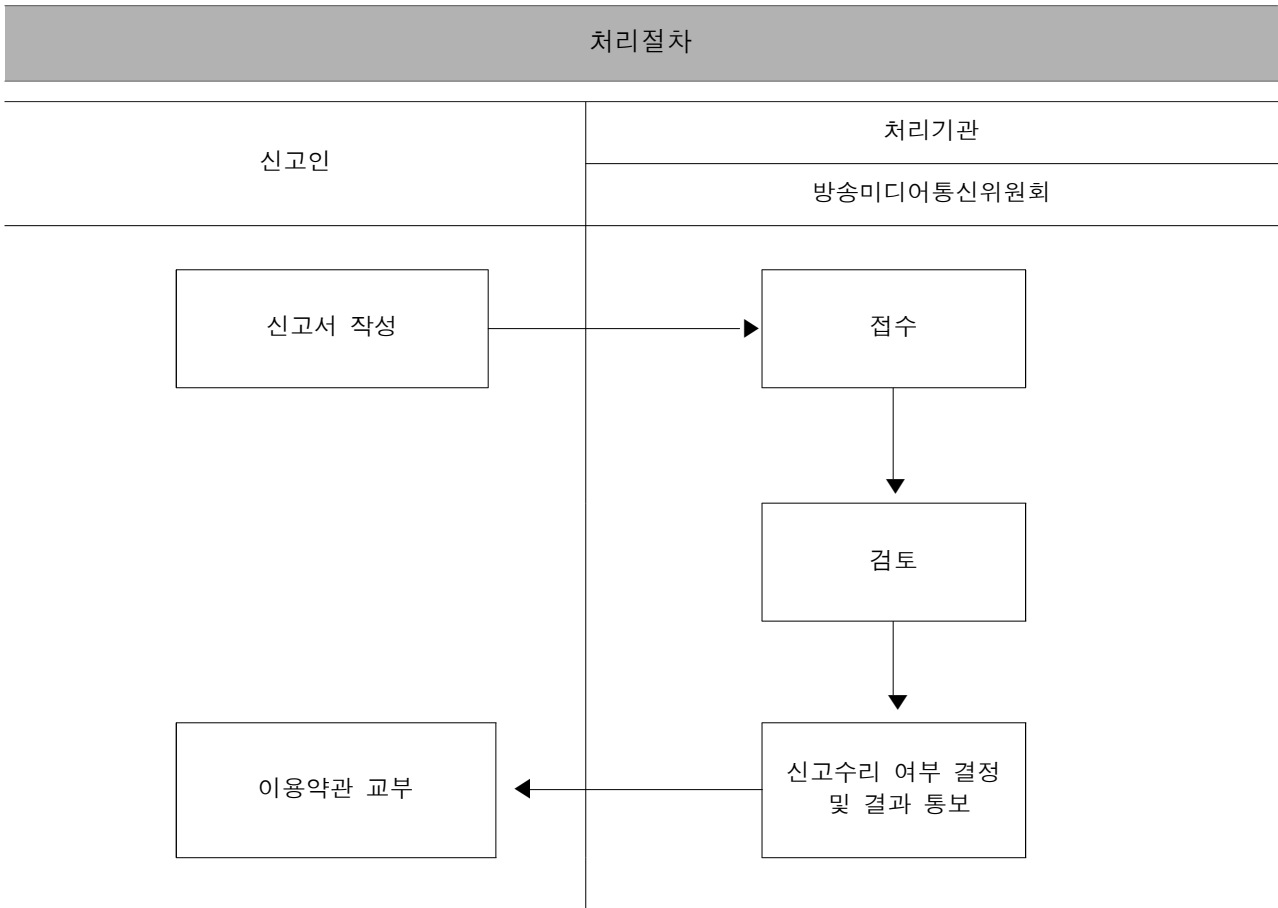 처리절차
신고인
처리기관
방송미디어통신위원회
신고서 작성
접수
검토
이용약관 교부
신고수리 여부 결정
및 결과 통보